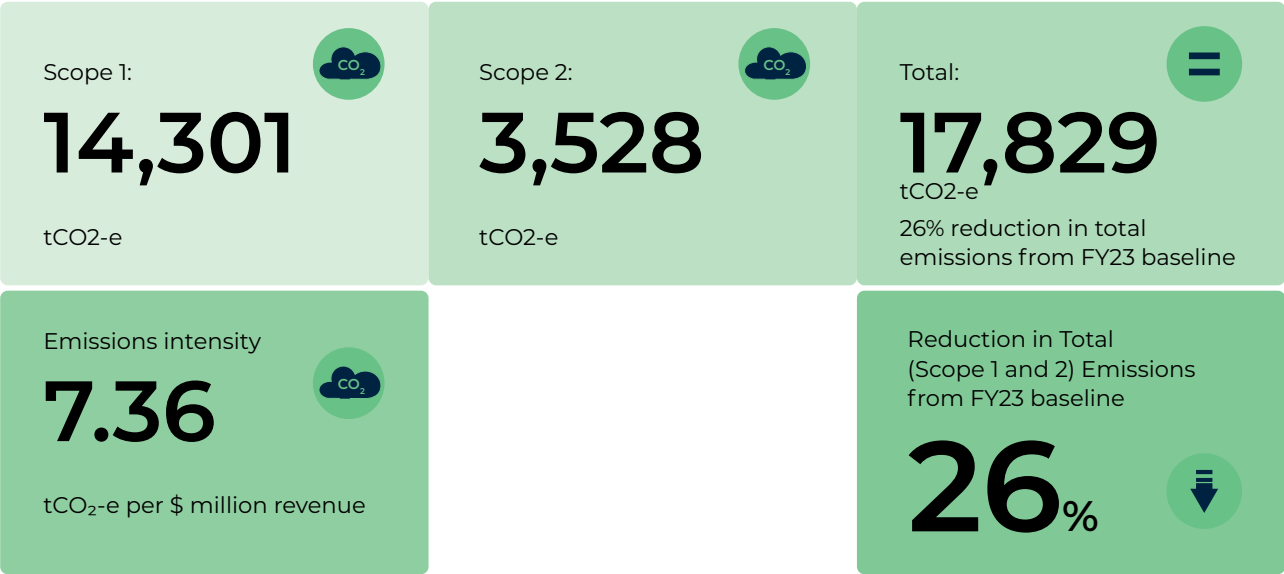 Scope 1:
CO2
14,301
tCO2-e
Scope 2:
CO2
3,528
tCO2-e
Total:
=
17,829
tCO2-e
26% reduction in total
emissions from FY23 baseline
Emissions intensity
CO2
7.36
tCO₂-e per $ million revenue
Reduction in Total
(Scope 1 and 2) Emissions
from FY23 baseline
26%